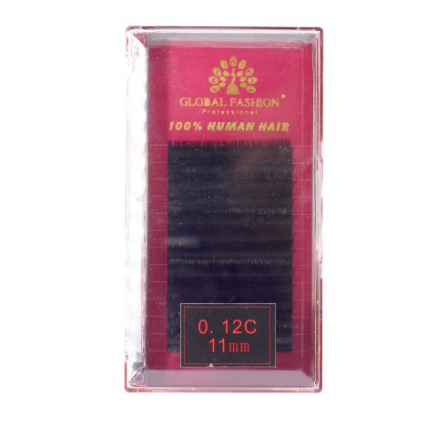 GLOBAL FASHION®
Professional
100% HUMAN HAIR
0. 12C
11mm